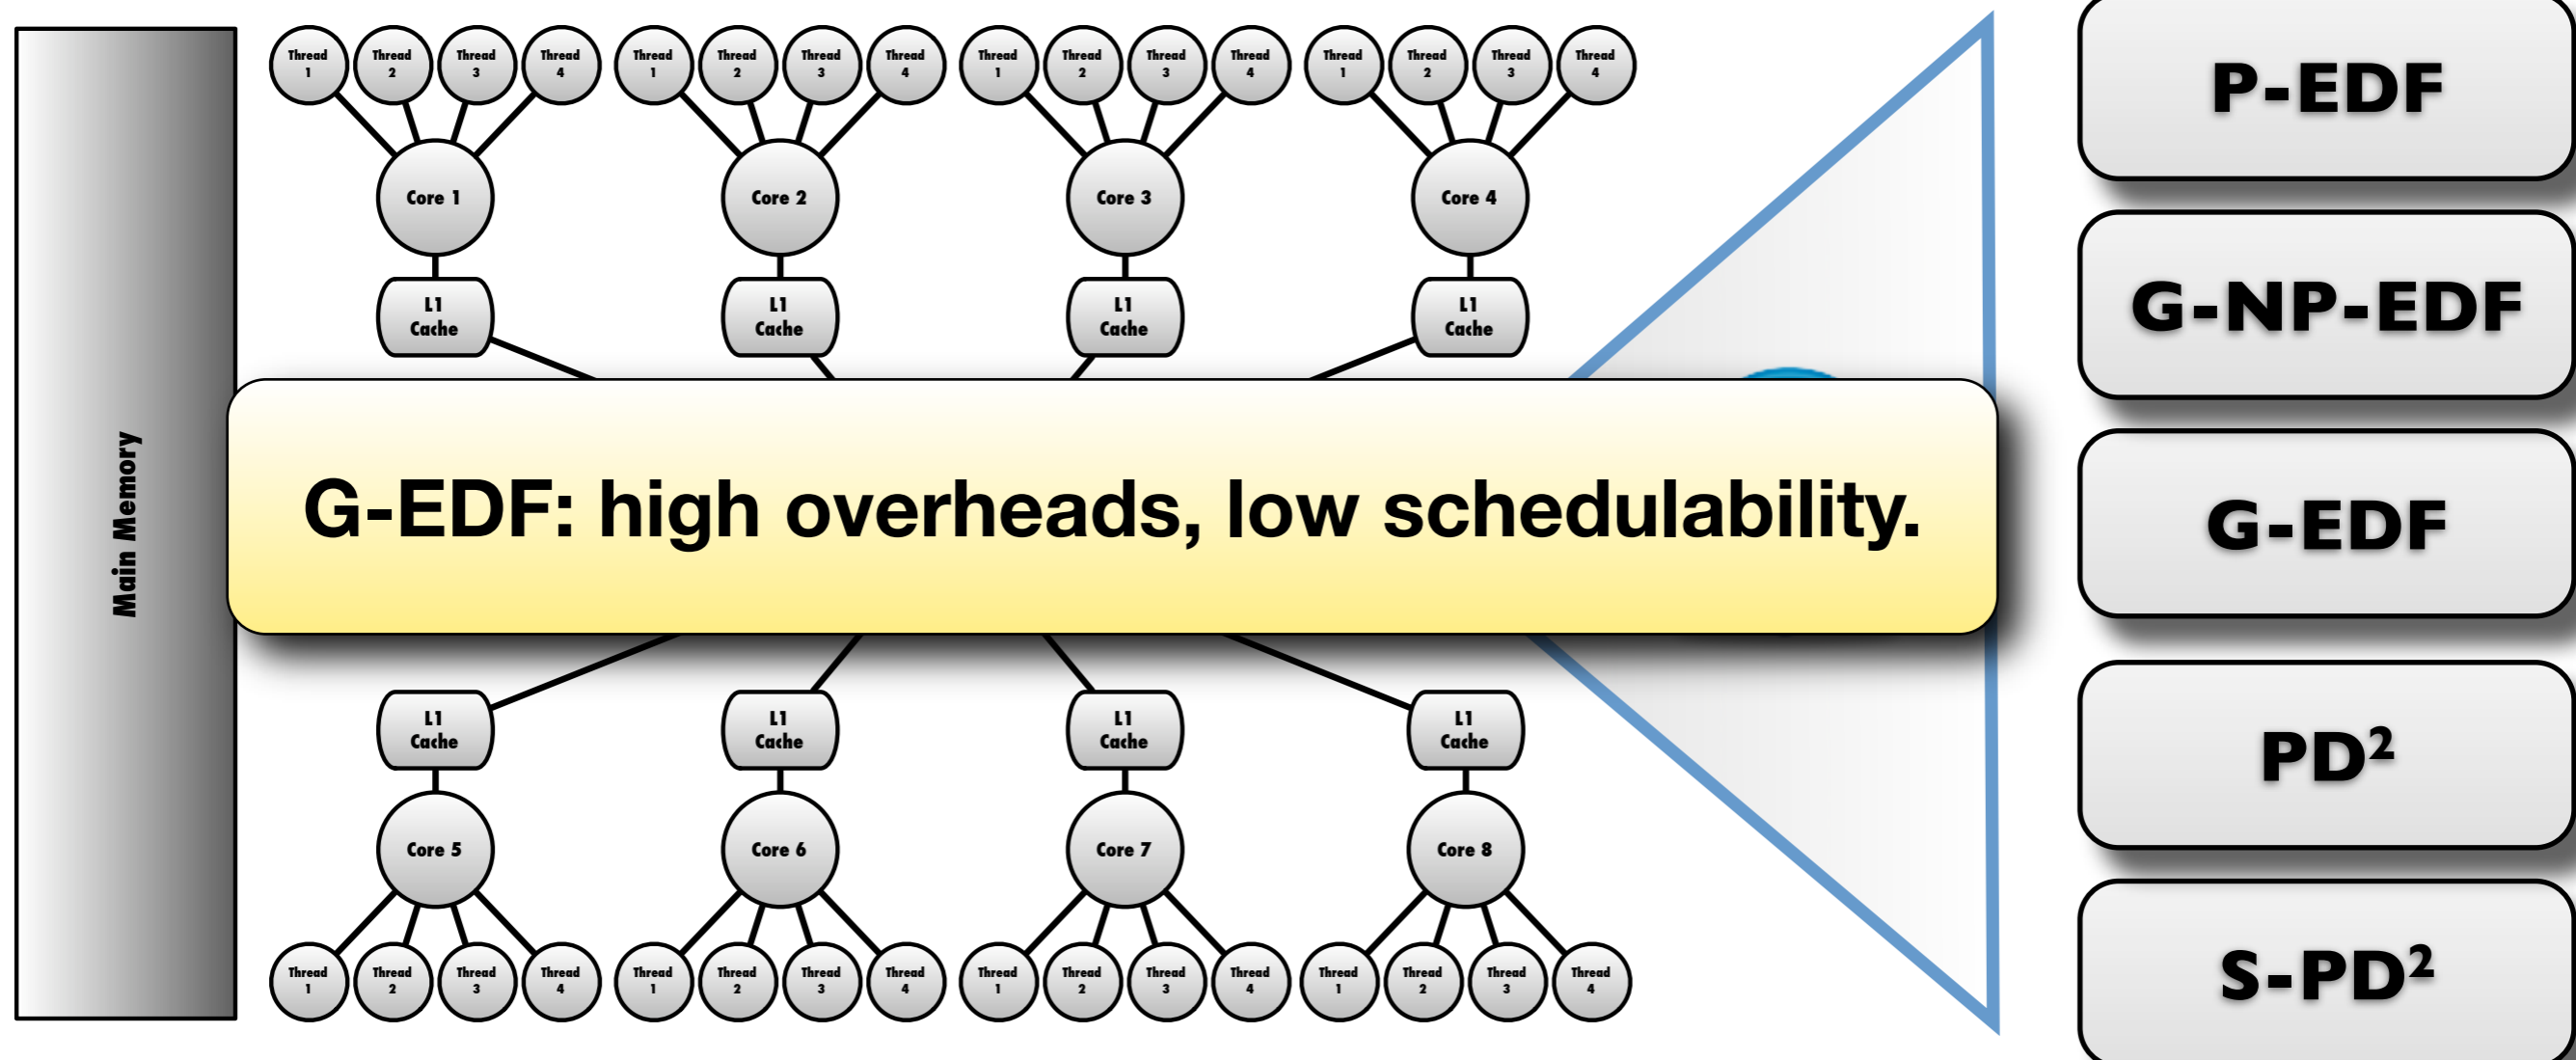 Main Memory
Thread
1
Thread
2
Thread
3
Thread
4
Thread
1
Thread
2
Thread
3
Thread
4
Thread
1
Thread
2
Thread
3
Thread
4
Thread
1
Thread
2
Thread
3
Thread
4
Core 1
Core 2
Core 3
Core 4
L1
Cache
L1
Cache
L1
Cache
L1
Cache
G-EDF: high overheads, low schedulability.
L1
Cache
L1
Cache
L1
Cache
L1
Cache
Core 5
Core 6
Core 7
Core 8
Thread
1
Thread
2
Thread
3
Thread
4
Thread
1
Thread
2
Thread
3
Thread
4
Thread
1
Thread
2
Thread
3
Thread
4
Thread
1
Thread
2
Thread
3
Thread
4
P-EDF
G-NP-EDF
G-EDF
PD²
S-PD²